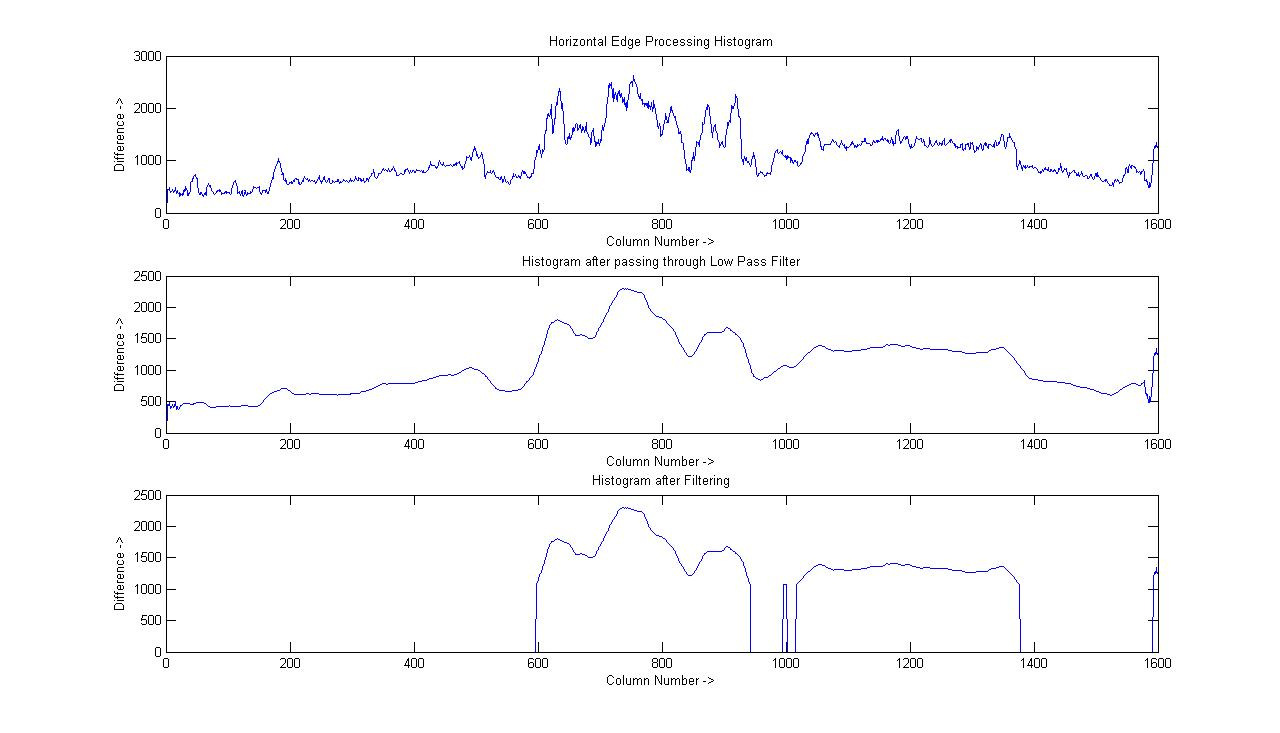 Horizontal Edge Processing Histogram
3000
2000
1000
0
Difference ->
0 200 400 600 800 1000 1200 1400 1600
Column Number ->
Histogram after passing through Low Pass Filter
2500
2000
1500
1000
500
0
Difference ->
0 200 400 600 800 1000 1200 1400 1600
Column Number ->
Histogram after Filtering
2500
2000
1500
1000
500
0
Difference ->
0 200 400 600 800 1000 1200 1400 1600
Column Number ->